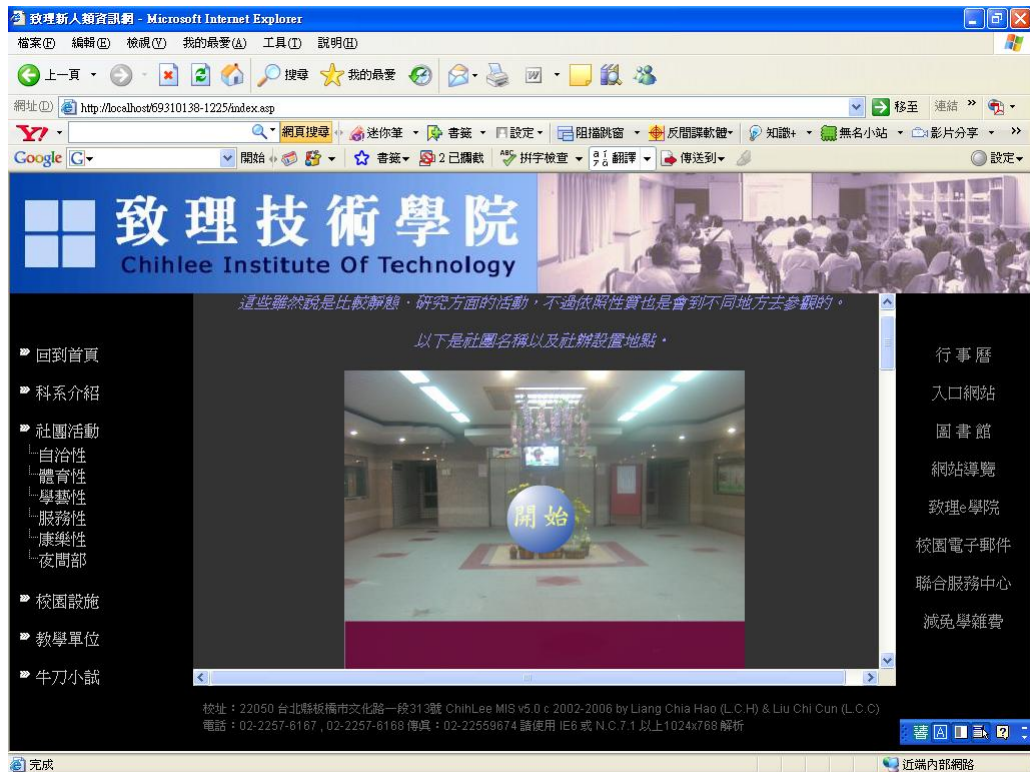 致理新人類資訊網 - Microsoft Internet Explorer
檔案(F) 編輯(E) 檢視(V) 我的最愛(A) 工具(T) 說明(H)
上一頁 搜尋 我的最愛
網址(D) http://localhost/69310138-1225/index.asp 移至 連結 »
Y! 網頁搜尋 迷你筆 書籤 設定 阻擋跳窗 反間諜軟體 知識+ 無名小站 影片分享 »
Google G 開始 書籤 2 已攔截 拼字檢查 翻譯 傳送到 設定
致理技術學院
Chihlee Institute Of Technology
這些雖然說是比較靜態、研究方面的活動，不過依照性質也是會到不同地方去參觀的。
以下是社團名稱以及社辦設置地點。
回到首頁
科系介紹
社團活動
自治性
體育性
學藝性
服務性
康樂性
夜間部
校園設施
教學單位
牛刀小試
開始
行事曆
入口網站
圖書館
網站導覽
致理e學院
校園電子郵件
聯合服務中心
減免學雜費
校址：22050 台北縣板橋市文化路一段313號 ChihLee MIS v5.0 c 2002-2006 by Liang Chia Hao (L.C.H) & Liu Chi Cun (L.C.C)
電話：02-2257-6167 , 02-2257-6168 傳真：02-22559674 請使用 IE6 或 N.C.7.1 以上1024x768 解析
完成 近端內部網路